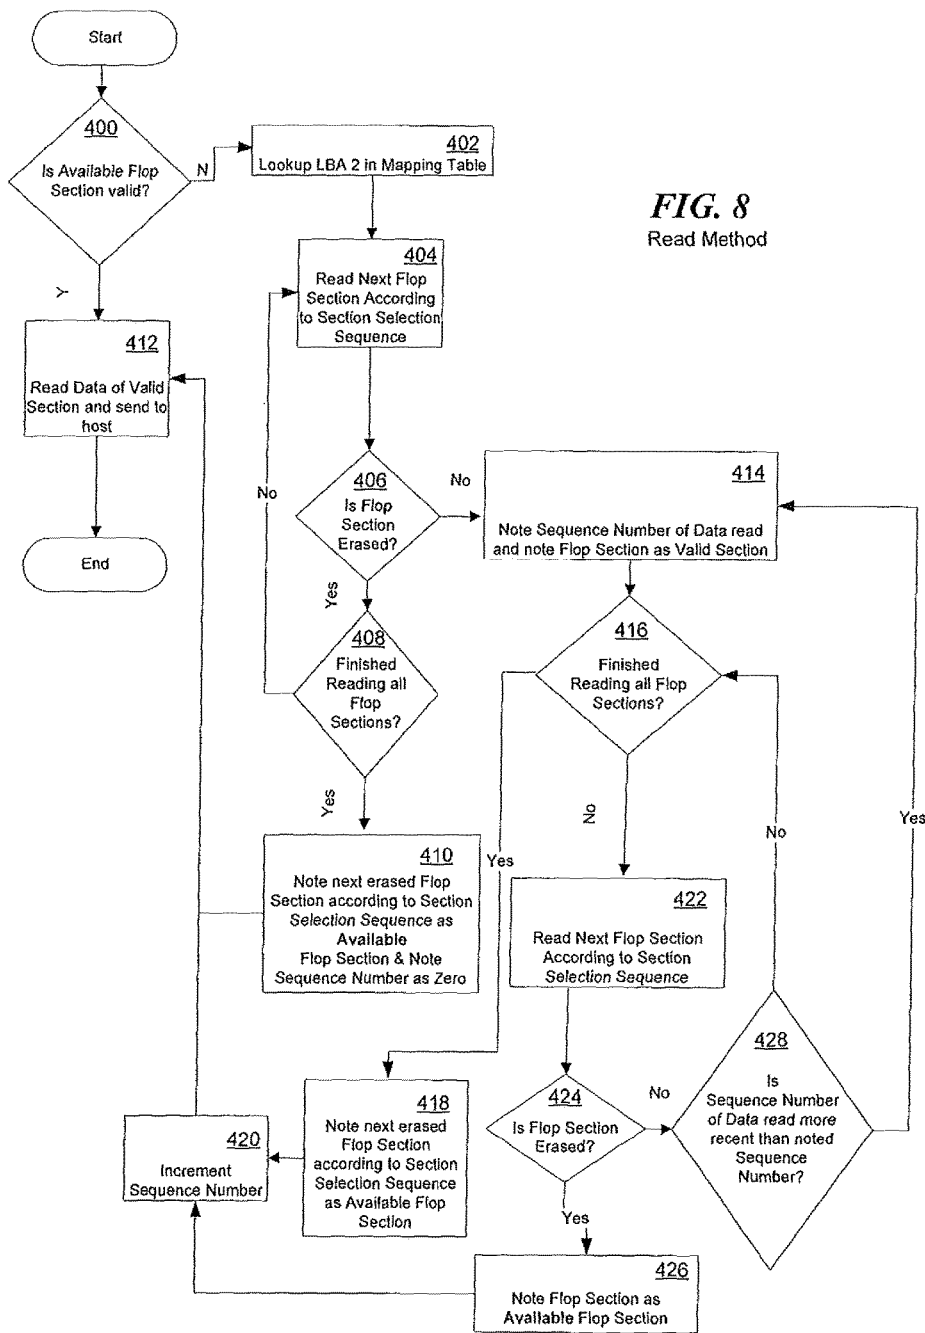 Start
400
Is Available Flop
Section valid?
N
402
Lookup LBA 2 in Mapping Table
FIG. 8
Read Method
404
Read Next Flop
Section According
to Section Selection
Sequence
Y
412
Read Data of Valid
Section and send to
host
End
406
Is Flop
Section
Erased?
No
No
414
Note Sequence Number of Data read
and note Flop Section as Valid Section
Yes
408
Finished
Reading all
Flop
Sections?
416
Finished
Reading all Flop
Sections?
Yes
No
No
Yes
Yes
410
Note next erased Flop
Section according to Section
Selection Sequence as
Available
Flop Section & Note
Sequence Number as Zero
422
Read Next Flop Section
According to Section
Selection Sequence
428
Is
Sequence Number
of Data read more
recent than noted
Sequence
Number?
418
Note next erased
Flop Section
according to Section
Selection Sequence
as Available Flop
Section
424
Is Flop Section
Erased?
No
420
Increment
Sequence Number
Yes
426
Note Flop Section as
Available Flop Section